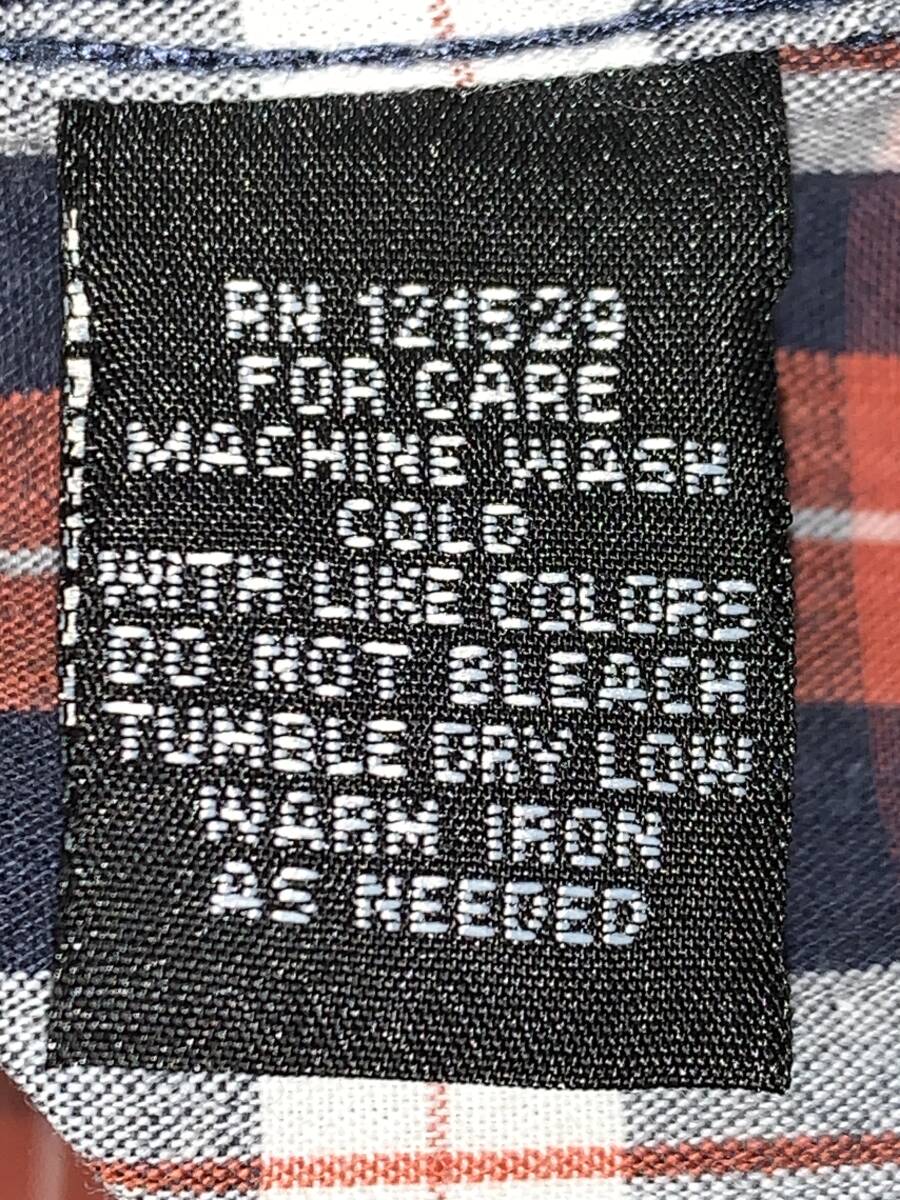 RN 121529
FOR CARE
MACHINE WASH
COLD
WITH LIKE COLORS
DO NOT BLEACH
TUMBLE DRY LOW
WARM IRON
AS NEEDED